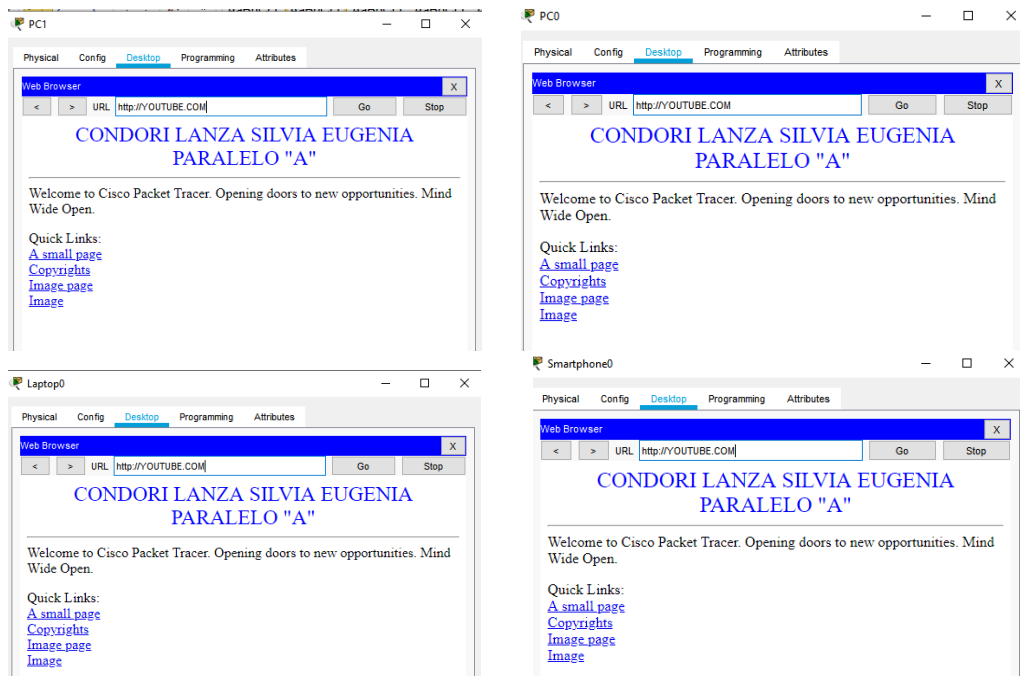 PC1
Physical Config Desktop Programming Attributes
Web Browser X
< > URL http://YOUTUBE.COM Go Stop
CONDORI LANZA SILVIA EUGENIA
PARALELO "A"
Welcome to Cisco Packet Tracer. Opening doors to new opportunities. Mind
Wide Open.
Quick Links:
A small page
Copyrights
Image page
Image
PC0
Physical Config Desktop Programming Attributes
Web Browser X
< > URL http://YOUTUBE.COM Go Stop
CONDORI LANZA SILVIA EUGENIA
PARALELO "A"
Welcome to Cisco Packet Tracer. Opening doors to new opportunities. Mind
Wide Open.
Quick Links:
A small page
Copyrights
Image page
Image
Laptop0
Physical Config Desktop Programming Attributes
Web Browser X
< > URL http://YOUTUBE.COM Go Stop
CONDORI LANZA SILVIA EUGENIA
PARALELO "A"
Welcome to Cisco Packet Tracer. Opening doors to new opportunities. Mind
Wide Open.
Quick Links:
A small page
Copyrights
Image page
Image
Smartphone0
Physical Config Desktop Programming Attributes
Web Browser X
< > URL http://YOUTUBE.COM Go Stop
CONDORI LANZA SILVIA EUGENIA
PARALELO "A"
Welcome to Cisco Packet Tracer. Opening doors to new opportunities. Mind
Wide Open.
Quick Links:
A small page
Copyrights
Image page
Image